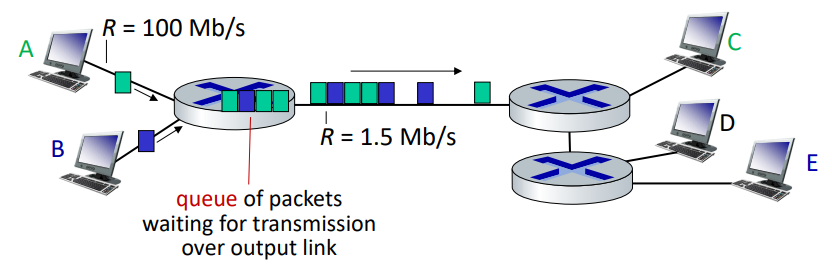 A
R = 100 Mb/s
C
B
R = 1.5 Mb/s
D
E
queue of packets
waiting for transmission
over output link